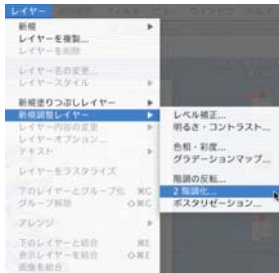 レイヤー
新規
レイヤーを複製...
レイヤーを削除
レイヤー名の変更...
レイヤースタイル
新規塗りつぶしレイヤー
新規調整レイヤー
レイヤー内容の変更
レイヤーオプション...
テキスト
レイヤーをラスタライズ
下のレイヤーとグループ化 ⌘G
グループ解除 ⇧⌘G
アレンジ
下のレイヤーと結合 ⌘E
表示レイヤーを結合 ⇧⌘E
画像を統合
レベル補正...
明るさ・コントラスト...
色相・彩度...
グラデーションマップ...
階調の反転...
2階調化...
ポスタリゼーション...